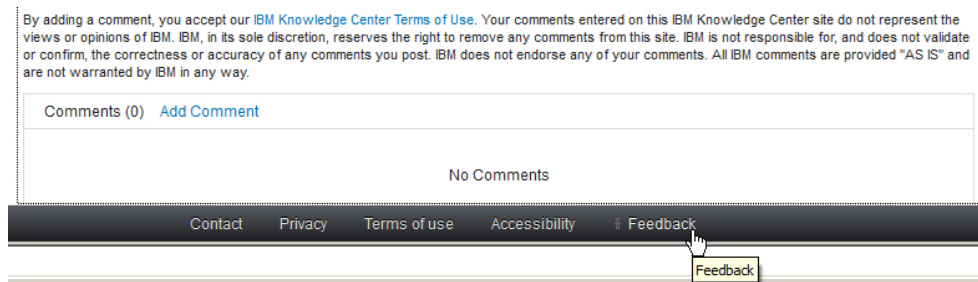 By adding a comment, you accept our IBM Knowledge Center Terms of Use. Your comments entered on this IBM Knowledge Center site do not represent the
views or opinions of IBM. IBM, in its sole discretion, reserves the right to remove any comments from this site. IBM is not responsible for, and does not validate
or confirm, the correctness or accuracy of any comments you post. IBM does not endorse any of your comments. All IBM comments are provided "AS IS" and
are not warranted by IBM in any way.
Comments (0) Add Comment
No Comments
Contact Privacy Terms of use Accessibility Feedback
Feedback